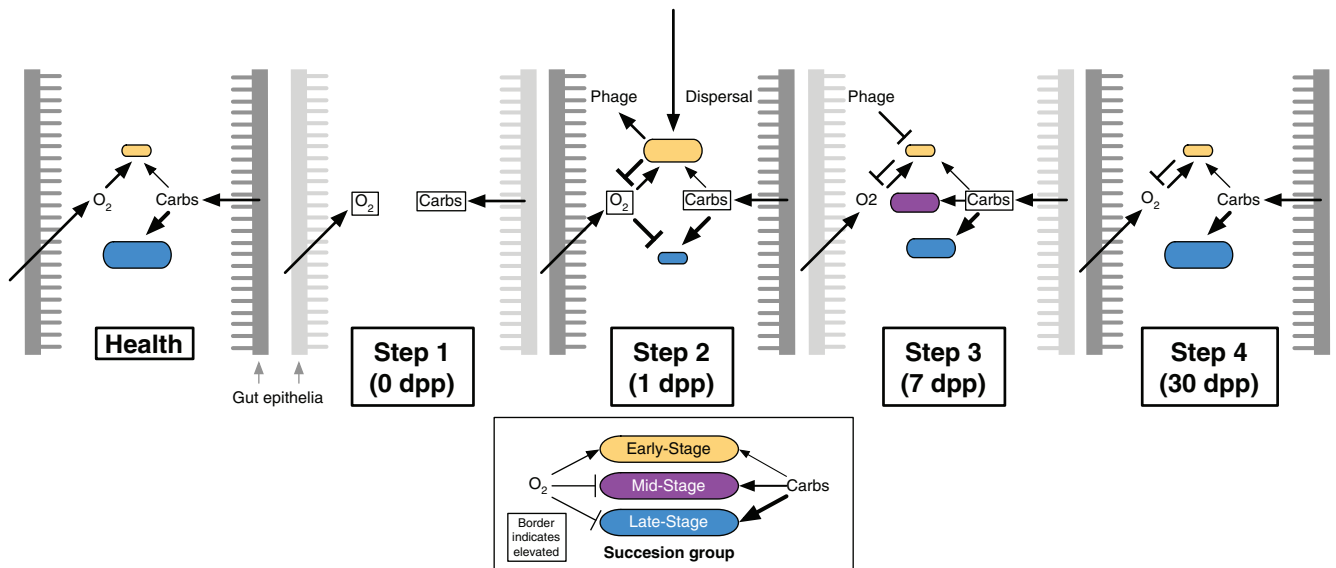 O₂
Carbs
Health
Gut epithelia
O₂
Carbs
Step 1
(0 dpp)
Phage
Dispersal
O₂
Carbs
Step 2
(1 dpp)
Phage
O2
Carbs
Step 3
(7 dpp)
O₂
Carbs
Step 4
(30 dpp)
Early-Stage
O₂
Mid-Stage
Carbs
Late-Stage
Border
indicates
elevated
Succesion group